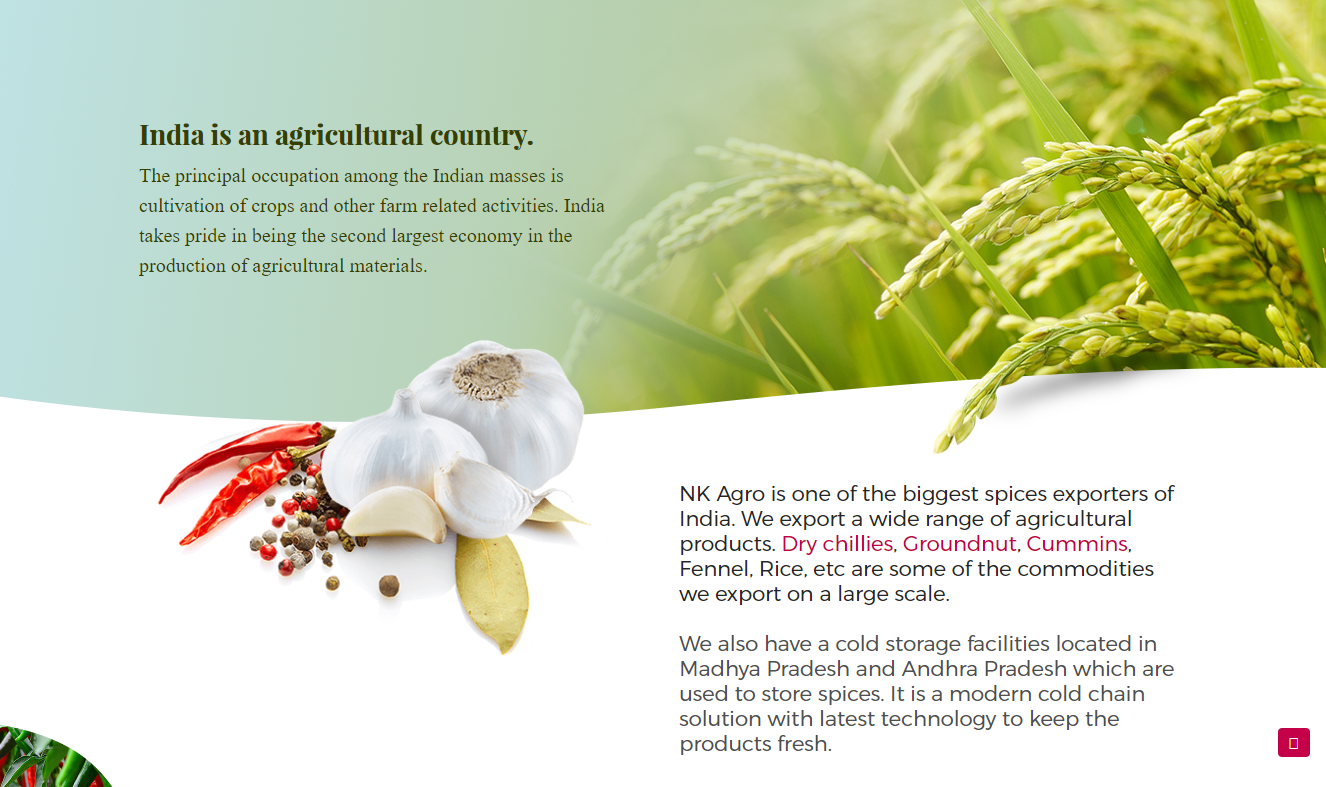 India is an agricultural country.
The principal occupation among the Indian masses is
cultivation of crops and other farm related activities. India
takes pride in being the second largest economy in the
production of agricultural materials.
NK Agro is one of the biggest spices exporters of
India. We export a wide range of agricultural
products. Dry chillies, Groundnut, Cummins,
Fennel, Rice, etc are some of the commodities
we export on a large scale.
We also have a cold storage facilities located in
Madhya Pradesh and Andhra Pradesh which are
used to store spices. It is a modern cold chain
solution with latest technology to keep the
products fresh.